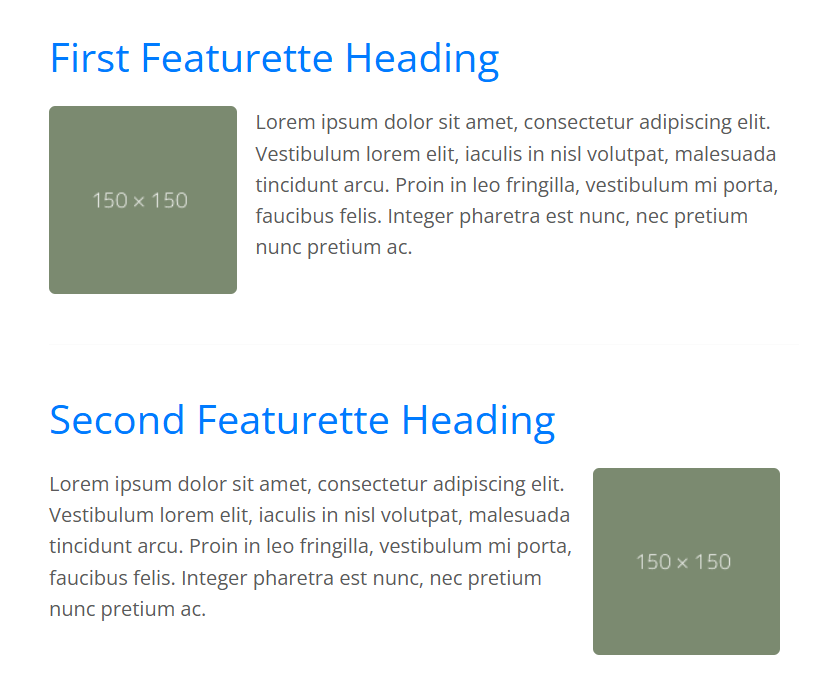 First Featurette Heading
150 × 150
Lorem ipsum dolor sit amet, consectetur adipiscing elit.
Vestibulum lorem elit, iaculis in nisl volutpat, malesuada
tincidunt arcu. Proin in leo fringilla, vestibulum mi porta,
faucibus felis. Integer pharetra est nunc, nec pretium
nunc pretium ac.
Second Featurette Heading
Lorem ipsum dolor sit amet, consectetur adipiscing elit.
Vestibulum lorem elit, iaculis in nisl volutpat, malesuada
tincidunt arcu. Proin in leo fringilla, vestibulum mi porta,
faucibus felis. Integer pharetra est nunc, nec pretium
nunc pretium ac.
150 × 150